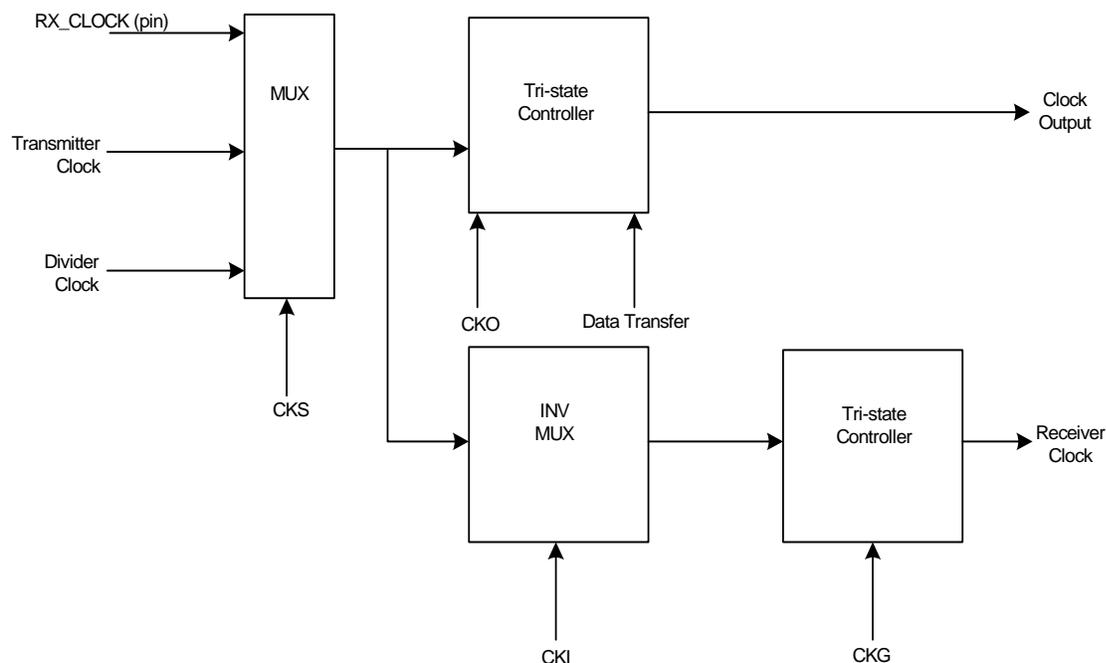 RX_CLOCK (pin)
MUX
Tri-state
Controller
Clock
Output
Transmitter
Clock
Divider
Clock
CKS
CKO
Data Transfer
INV
MUX
Tri-state
Controller
Receiver
Clock
CKI
CKG